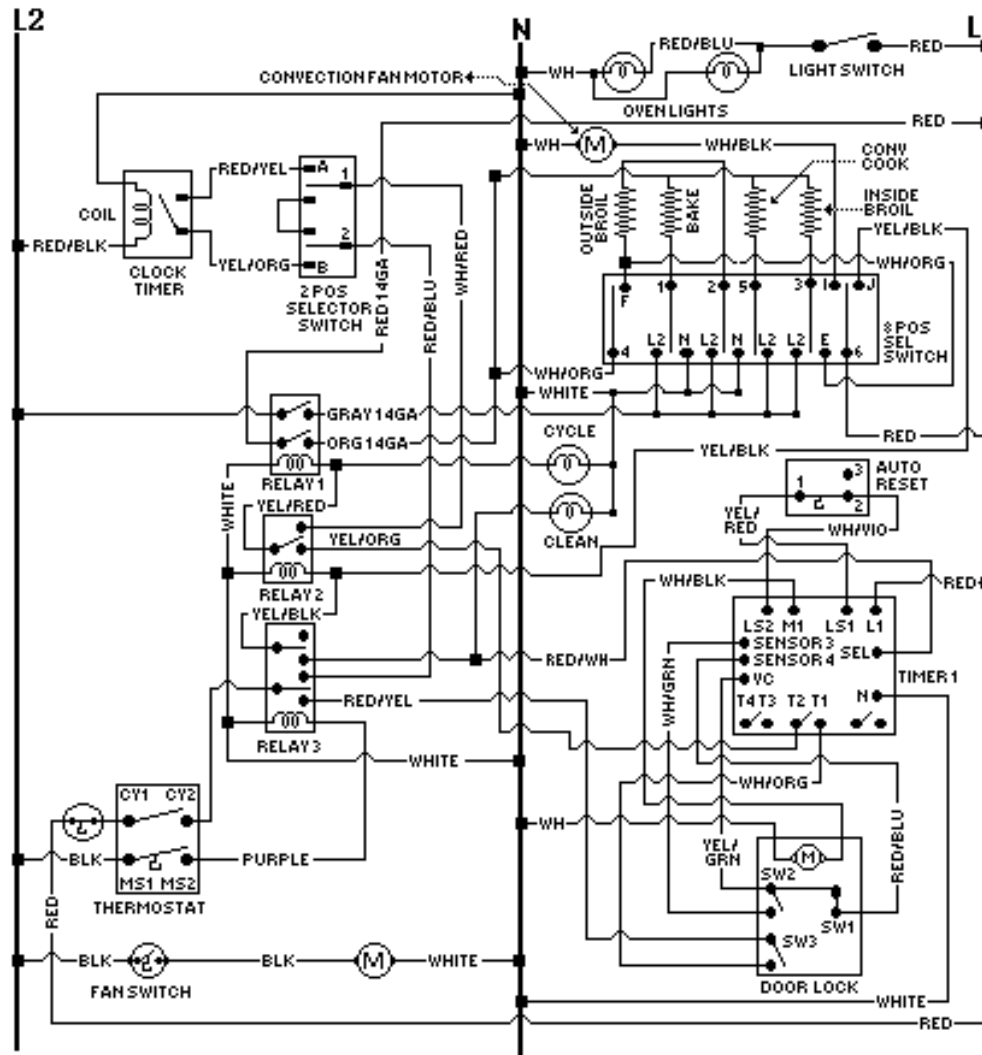 L2
N
L
WH
RED/BLU
RED
LIGHT SWITCH
OVEN LIGHTS
CONVECTION FAN MOTOR
RED
WH
M
WH/BLK
CONV
COOK
INSIDE
BROIL
OUTSIDE
BROIL
BAKE
YEL/BLK
WH/ORG
RED/YEL
A
1
2
B
COIL
RED/BLK
YEL/ORG
CLOCK
TIMER
2 POS
SELECTOR
SWITCH
RED 14GA
RED/BLU
WH/RED
F
1
2
5
3
I
J
4
L2
N
L2
N
L2
L2
E
6
8 POS
SEL
SWITCH
WH/ORG
WHITE
RED
GRAY 14GA
ORG 14GA
RELAY 1
WHITE
YEL/RED
CYCLE
CLEAN
YEL/BLK
YEL/ORG
RELAY 2
YEL/BLK
AUTO
RESET
1
3
2
YEL/
RED
WH/VIO
WH/BLK
RED
LS2
M1
LS1
L1
SENSOR 3
SENSOR 4
VC
SEL
N
T4
T3
T2
T1
TIMER 1
RED/WH
RED/YEL
RELAY 3
WHITE
WH/GRN
WH/ORG
WH
YEL/
GRN
RED/BLU
CY1
CY2
MS1
MS2
BLK
PURPLE
THERMOSTAT
RED
M
SW2
SW1
SW3
DOOR LOCK
BLK
BLK
M
WHITE
FAN SWITCH
WHITE
RED